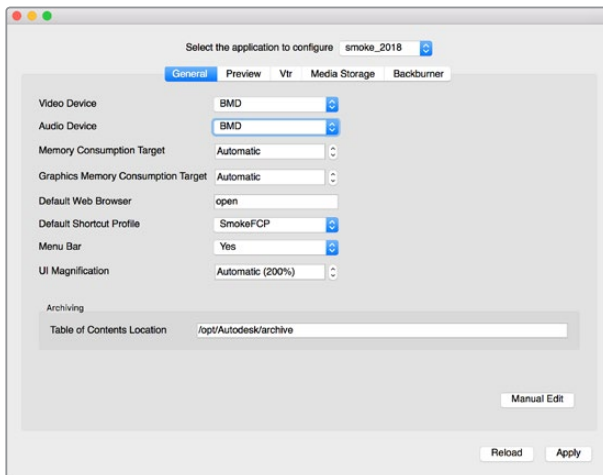 Select the application to configure smoke_2018
General Preview Vtr Media Storage Backburner
Video Device BMD
Audio Device BMD
Memory Consumption Target Automatic
Graphics Memory Consumption Target Automatic
Default Web Browser open
Default Shortcut Profile SmokeFCP
Menu Bar Yes
UI Magnification Automatic (200%)
Archiving
Table of Contents Location /opt/Autodesk/archive
Manual Edit
Reload Apply